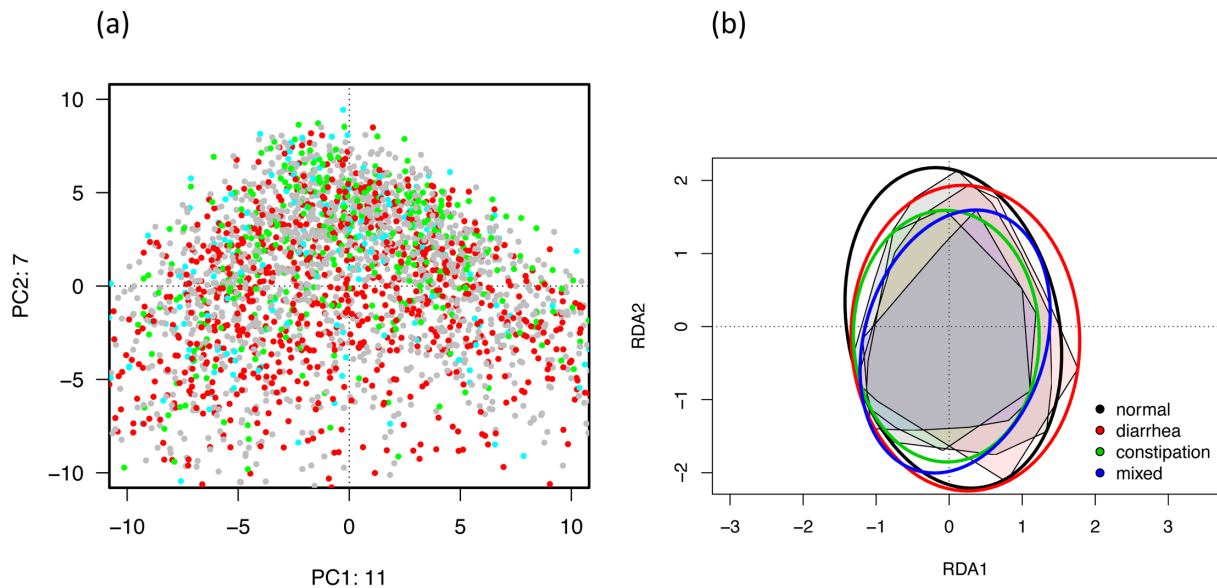 (a)
(b)
10
5
0
−5
−10
PC2: 7
−10 −5 0 5 10
PC1: 11
2
1
0
−1
−2
RDA2
normal
diarrhea
constipation
mixed
−3 −2 −1 0 1 2 3
RDA1